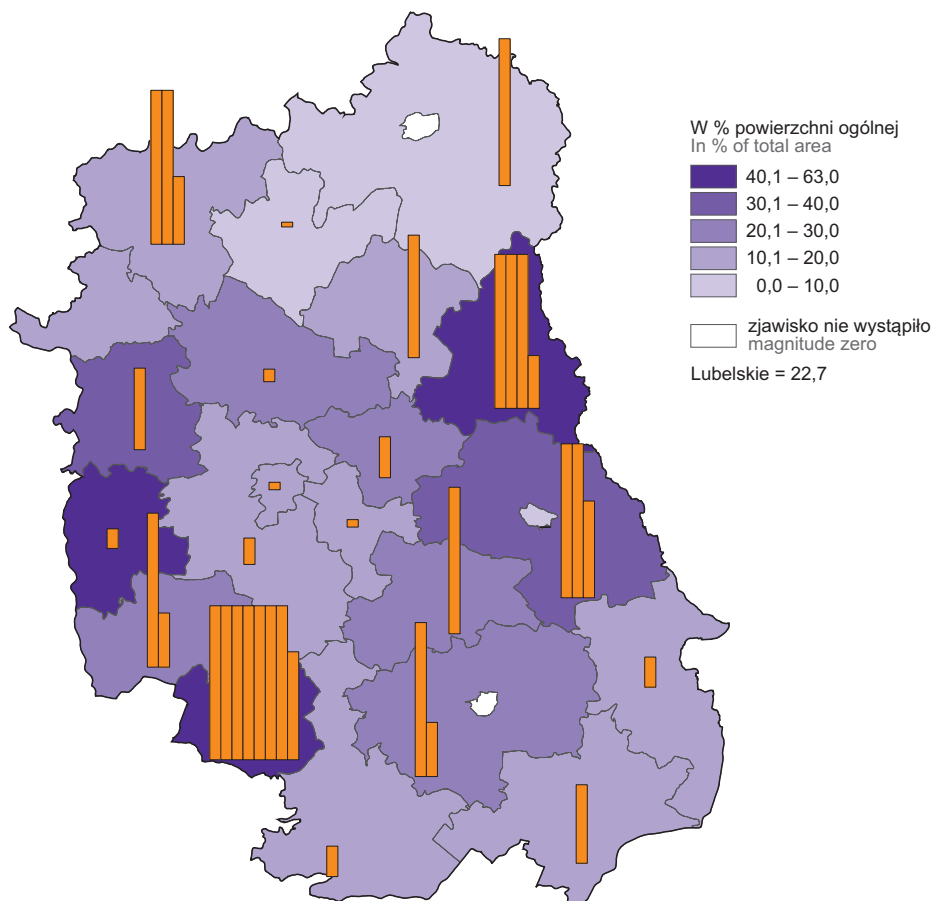 W % powierzchni ogólnej
In % of total area
40,1 – 63,0
30,1 – 40,0
20,1 – 30,0
10,1 – 20,0
0,0 – 10,0
zjawisko nie wystąpiło
magnitude zero
Lubelskie = 22,7